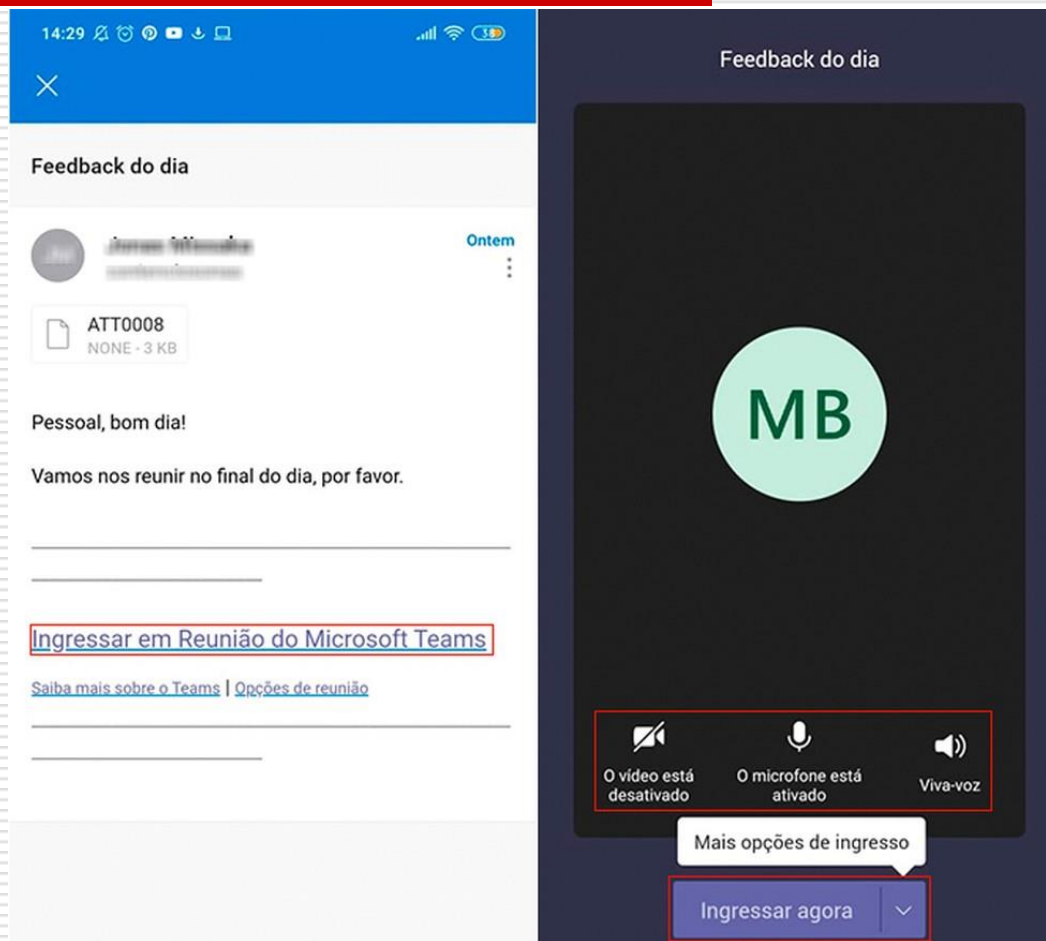 14:29
38
Feedback do dia
Ontem
ATT0008
NONE - 3 KB
Pessoal, bom dia!
Vamos nos reunir no final do dia, por favor.
Ingressar em Reunião do Microsoft Teams
Saiba mais sobre o Teams | Opções de reunião
Feedback do dia
MB
O vídeo está
desativado
O microfone está
ativado
Viva-voz
Mais opções de ingresso
Ingressar agora